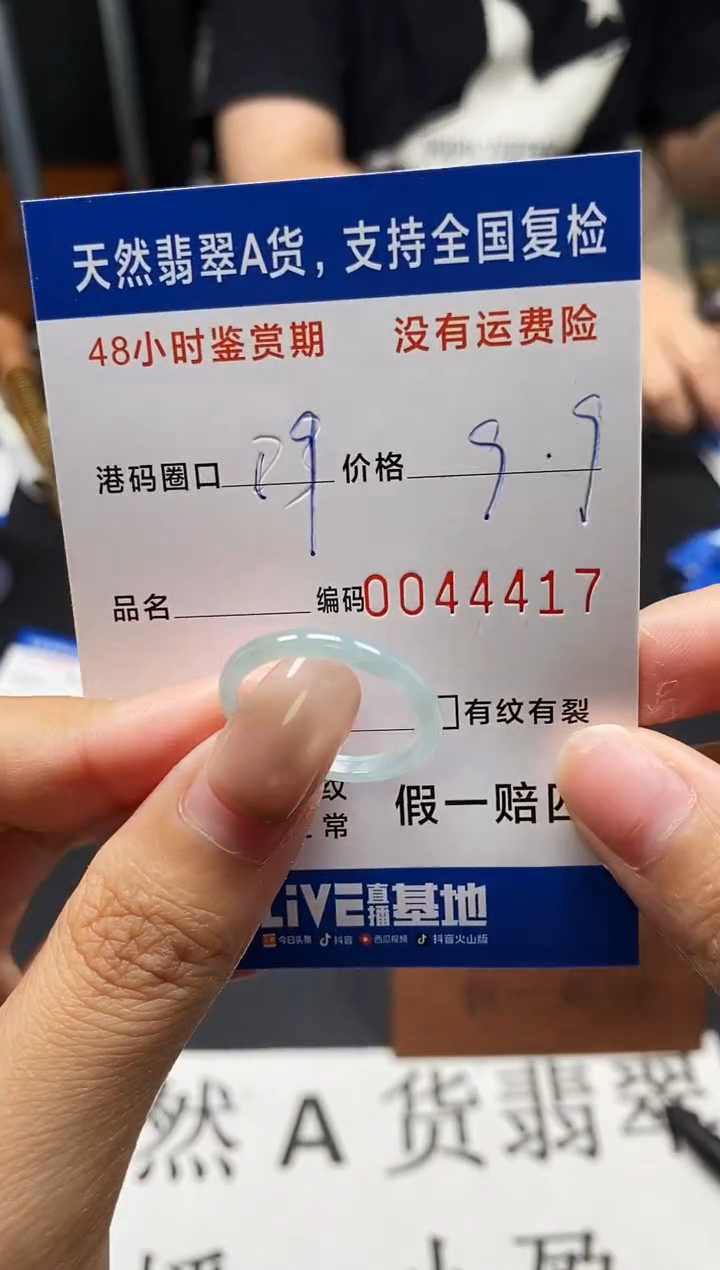 天然翡翠A货，支持全国复检
48小时鉴赏期 没有运费险
港码圈口 价格 9.9
品名 编码0044417
有纹有裂
纹
常 假一赔
LiVE直播基地
今日头条 抖音 西瓜视频 抖音火山版
然 A 货翡翠